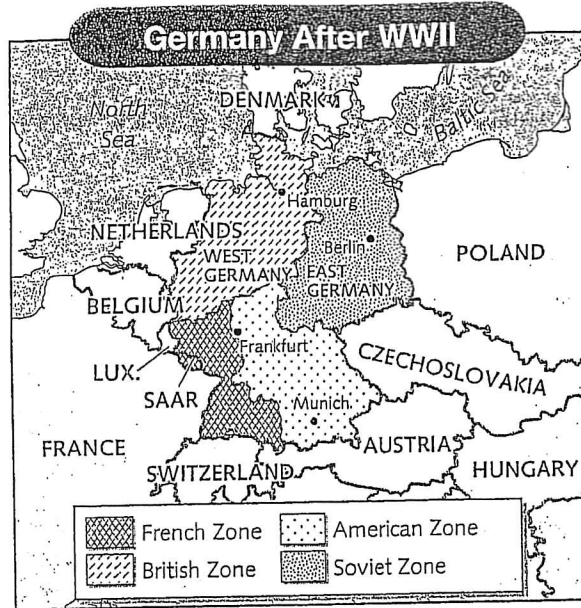 Germany After WWII
North
Sea
DENMARK
Baltic Sea
Hamburg
NETHERLANDS
Berlin
POLAND
WEST
GERMANY
EAST
GERMANY
BELGIUM
Frankfurt
LUX.
CZECHOSLOVAKIA
SAAR
Munich
FRANCE
AUSTRIA
SWITZERLAND
HUNGARY
French Zone
American Zone
British Zone
Soviet Zone